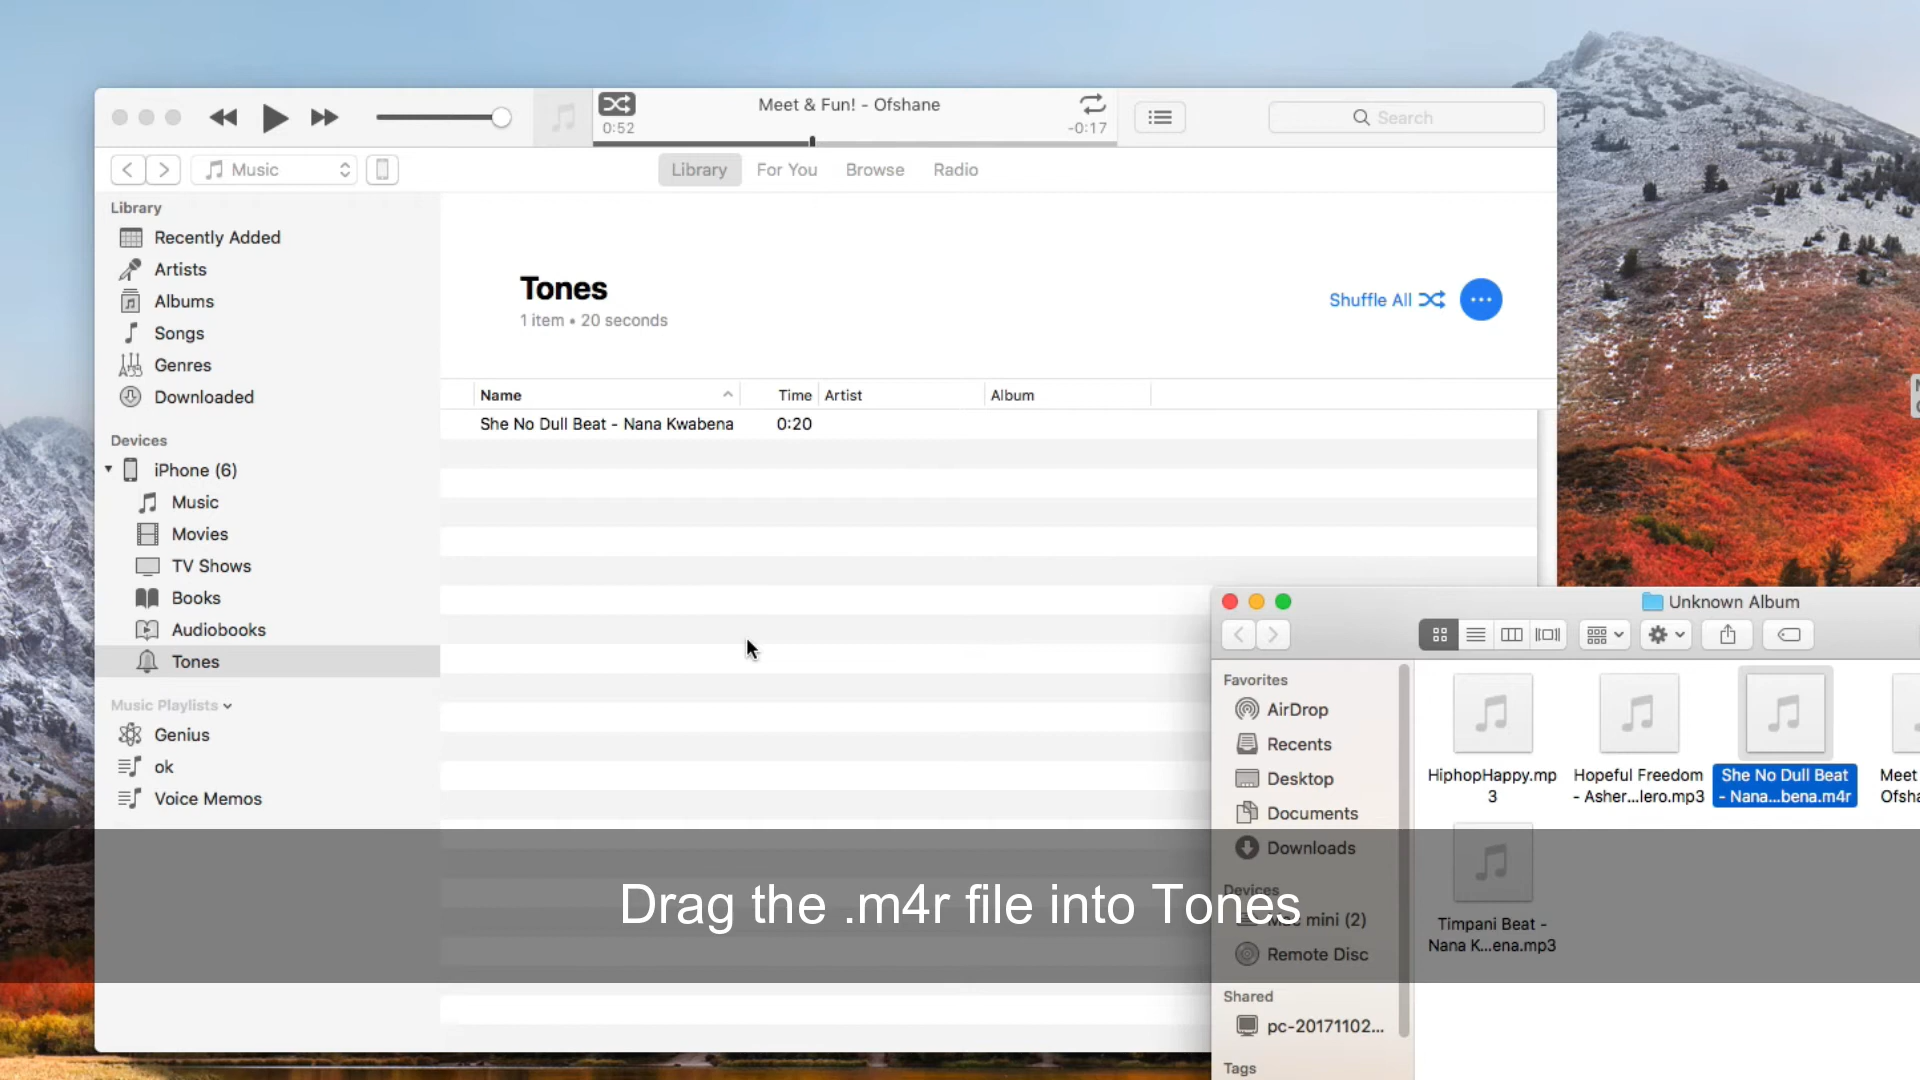 Meet & Fun! - Ofshane
0:52
-0:17
Search
Music
Library
For You
Browse
Radio
Library
Recently Added
Artists
Albums
Songs
Genres
Downloaded
Devices
iPhone (6)
Music
Movies
TV Shows
Books
Audiobooks
Tones
Music Playlists
Genius
ok
Voice Memos
Tones
1 item • 20 seconds
Shuffle All
Name
Time
Artist
Album
She No Dull Beat - Nana Kwabena
0:20
Unknown Album
Favorites
AirDrop
Recents
Desktop
Documents
Downloads
Devices
Mac mini (2)
Remote Disc
Shared
pc-20171102...
Tags
HiphopHappy.mp
3
Hopeful Freedom
- Asher...lero.mp3
She No Dull Beat
- Nana...bena.m4r
Meet
Ofsha
Timpani Beat -
Nana K...ena.mp3
Drag the .m4r file into Tones